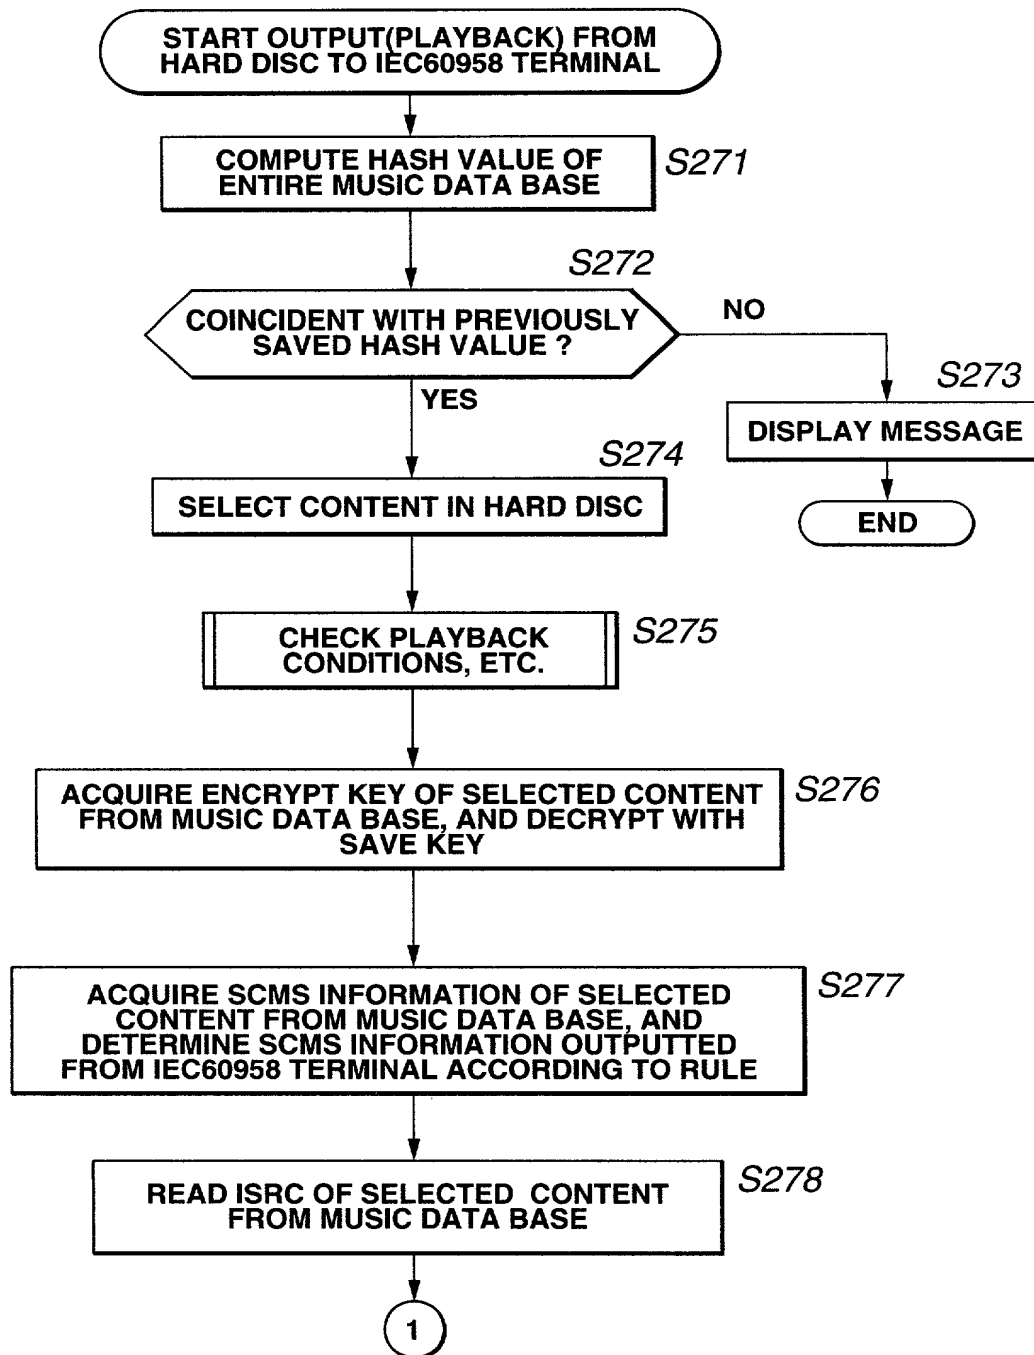 START OUTPUT(PLAYBACK) FROM
HARD DISC TO IEC60958 TERMINAL
COMPUTE HASH VALUE OF
ENTIRE MUSIC DATA BASE
S271
S272
COINCIDENT WITH PREVIOUSLY
SAVED HASH VALUE ?
NO
YES
S273
DISPLAY MESSAGE
END
S274
SELECT CONTENT IN HARD DISC
CHECK PLAYBACK
CONDITIONS, ETC.
S275
ACQUIRE ENCRYPT KEY OF SELECTED CONTENT
FROM MUSIC DATA BASE, AND DECRYPT WITH
SAVE KEY
S276
ACQUIRE SCMS INFORMATION OF SELECTED
CONTENT FROM MUSIC DATA BASE, AND
DETERMINE SCMS INFORMATION OUTPUTTED
FROM IEC60958 TERMINAL ACCORDING TO RULE
S277
READ ISRC OF SELECTED CONTENT
FROM MUSIC DATA BASE
S278
1